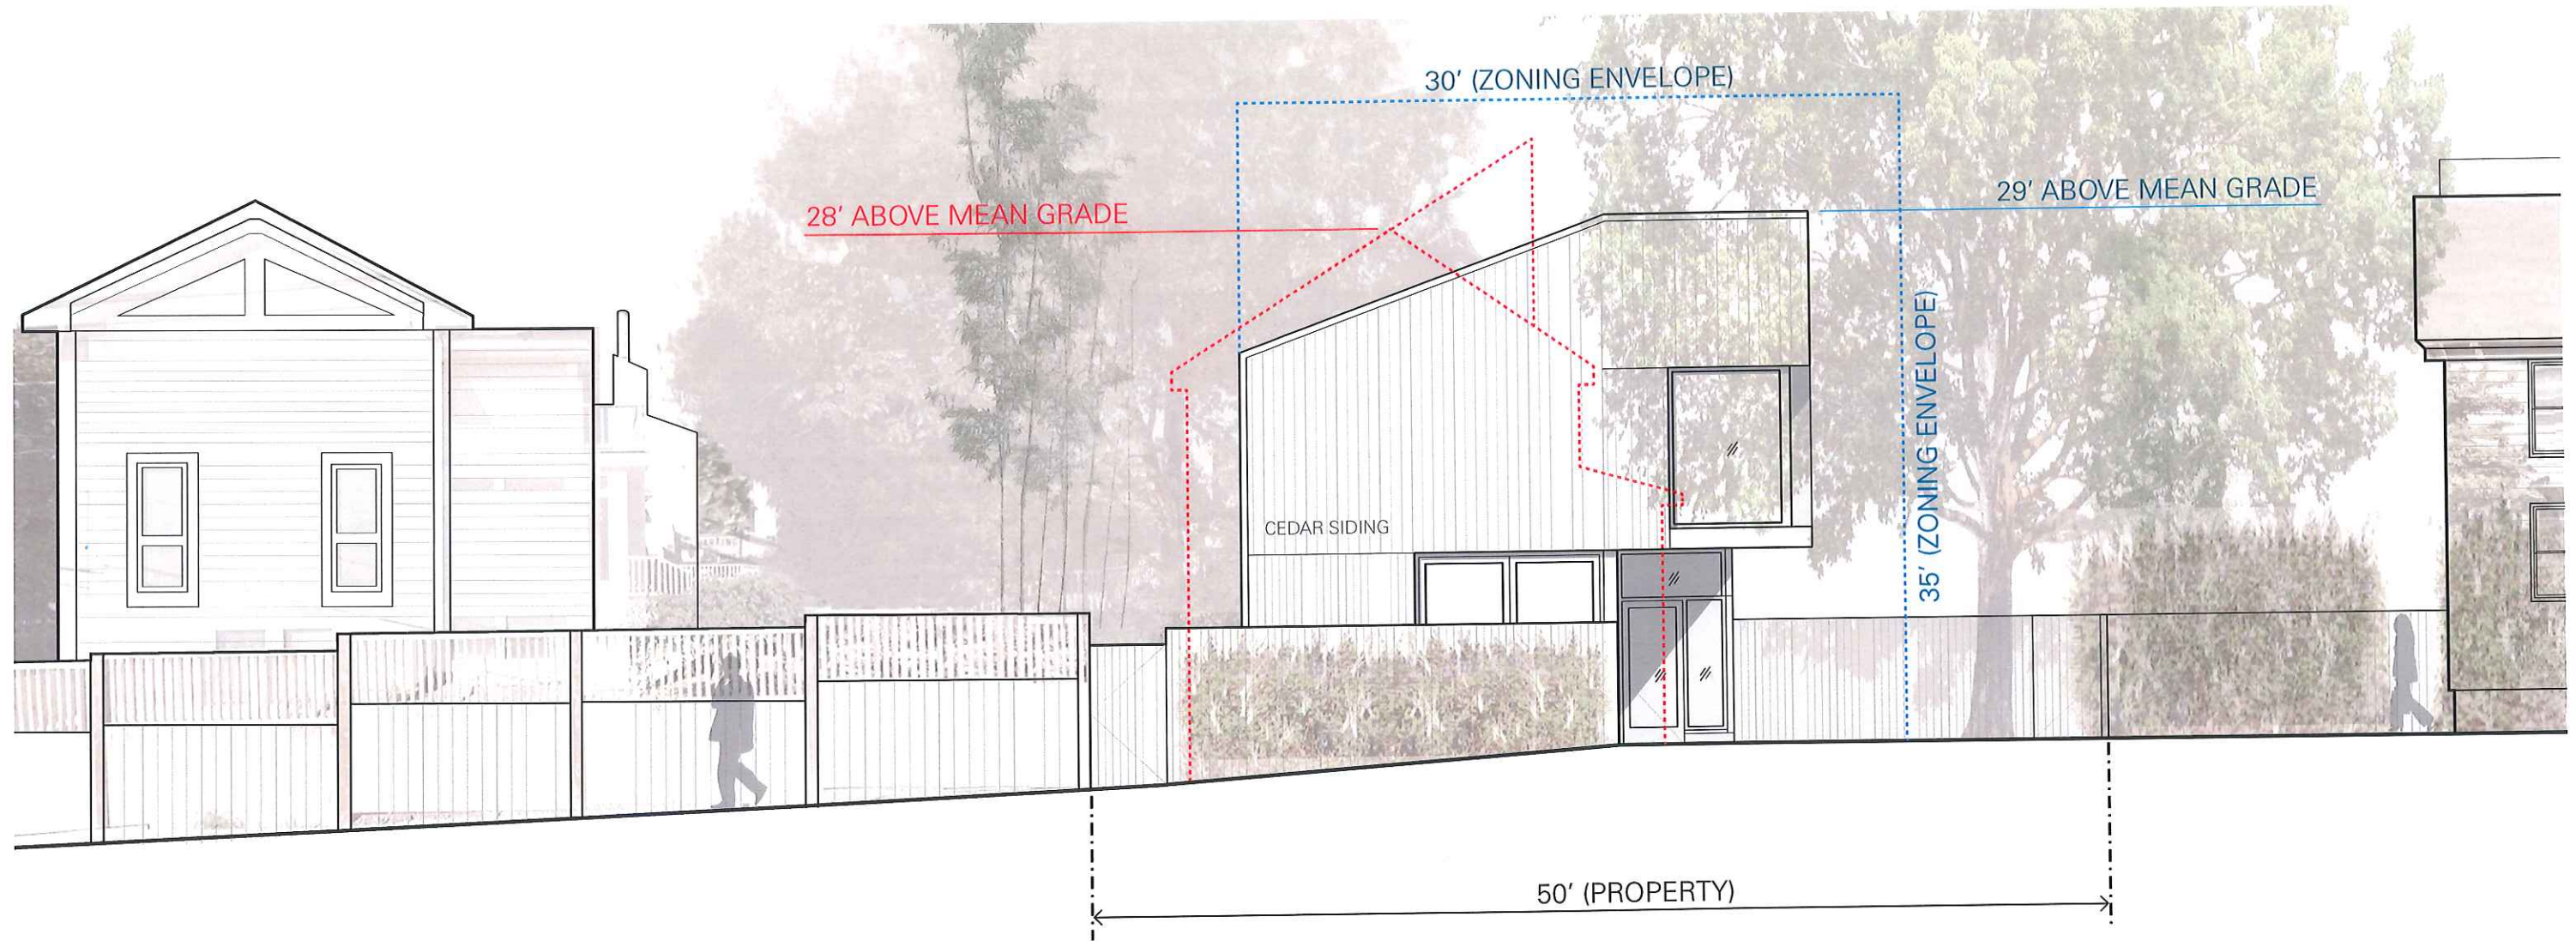 30' (ZONING ENVELOPE)
28' ABOVE MEAN GRADE
29' ABOVE MEAN GRADE
35' (ZONING ENVELOPE)
CEDAR SIDING
50' (PROPERTY)